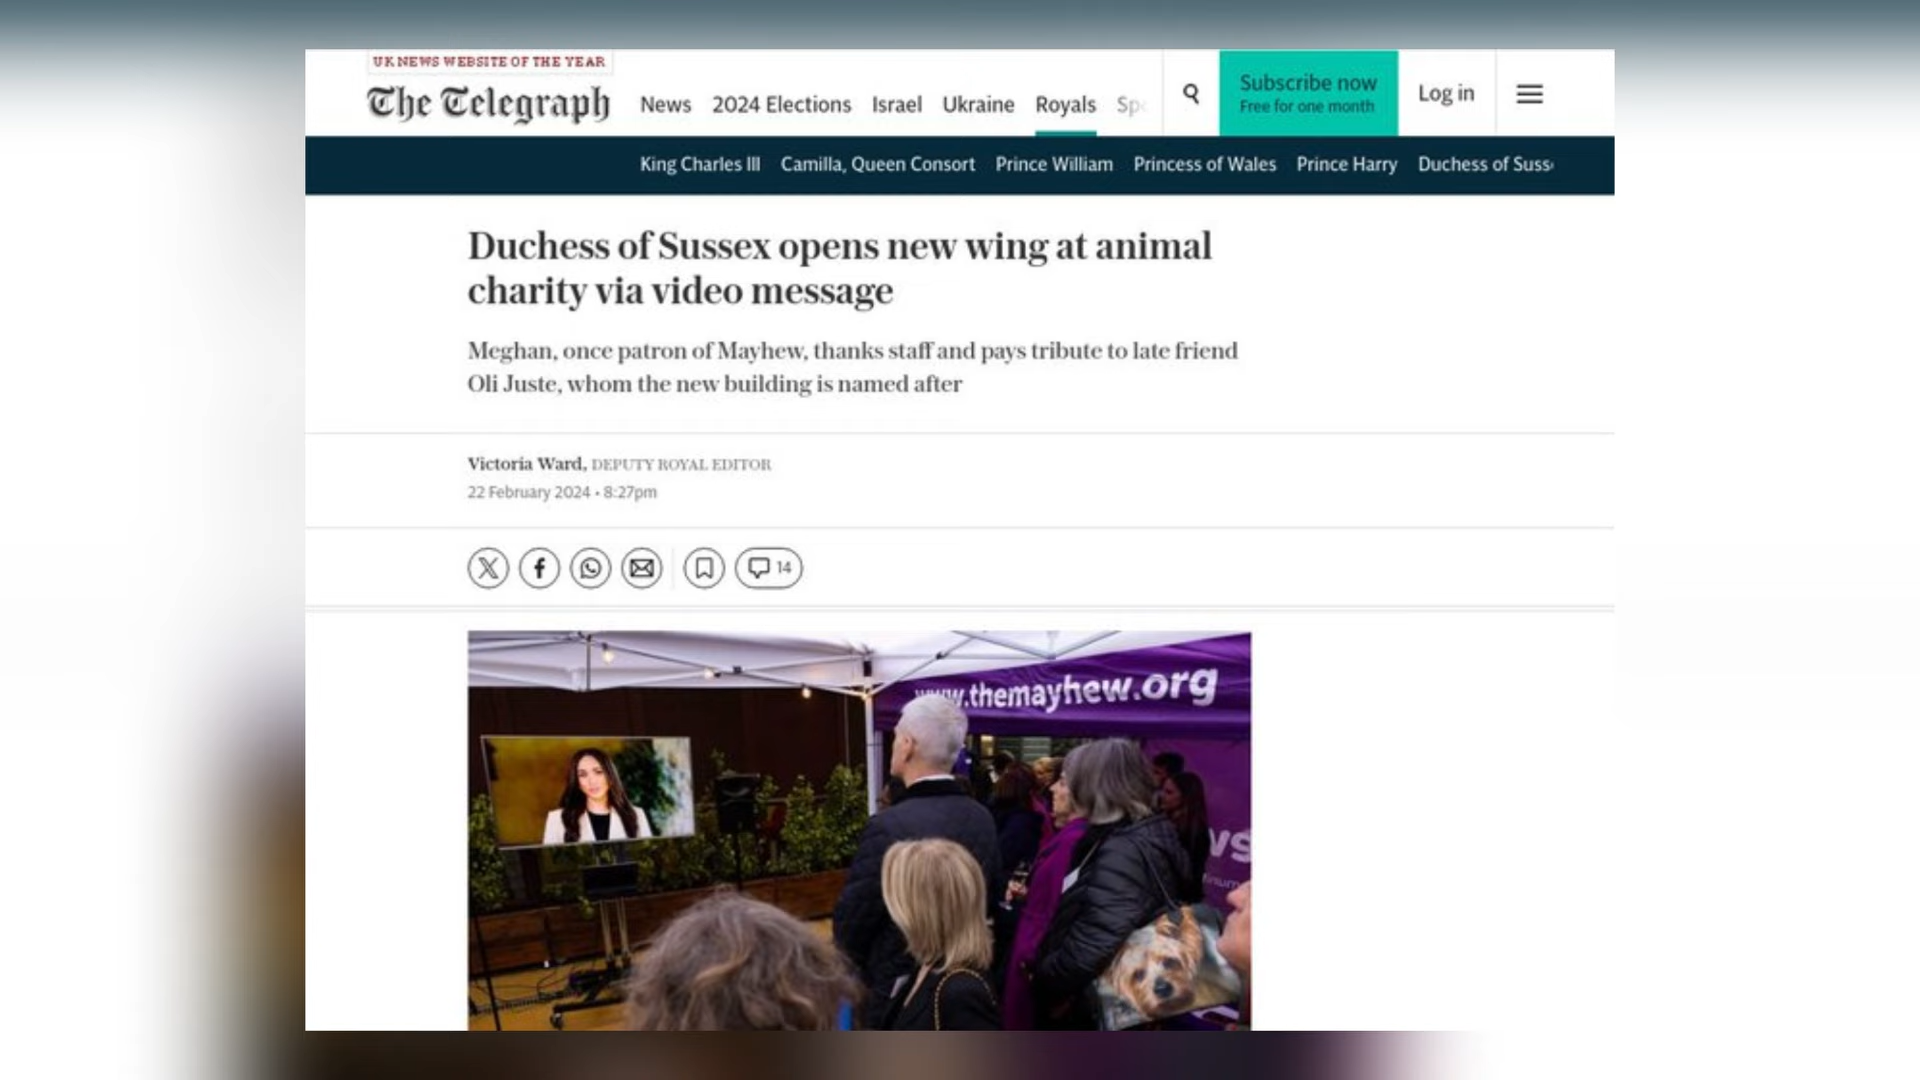 UK NEWS WEBSITE OF THE YEAR
The Telegraph
News 2024 Elections Israel Ukraine Royals
Subscribe now
Free for one month
Log in
King Charles III Camilla, Queen Consort Prince William Princess of Wales Prince Harry Duchess of
Duchess of Sussex opens new wing at animal
charity via video message
Meghan, once patron of Mayhew, thanks staff and pays tribute to late friend
Oli Juste, whom the new building is named after
Victoria Ward, DEPUTY ROYAL EDITOR
22 February 2024 • 8:27pm
14
www.themayhew.org